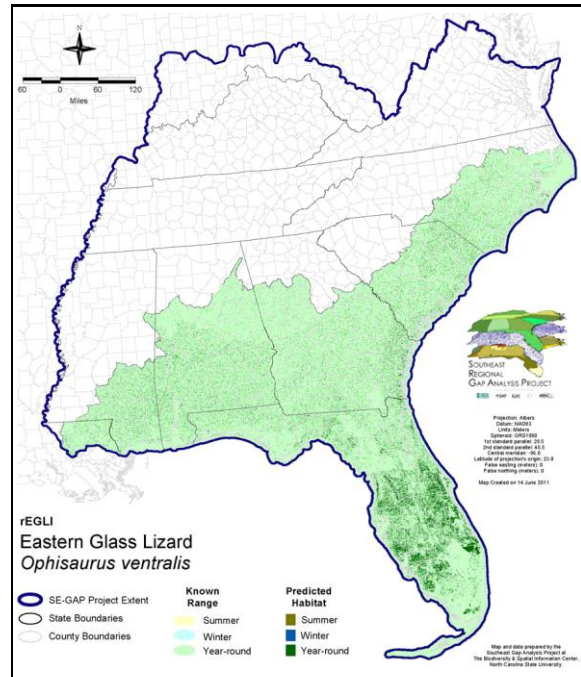 N
60 0 60 120
Miles
SOUTHEAST
REGIONAL
GAP ANALYSIS PROJECT
Projection: Albers
Datum: NAD83
Units: Meters
Spheroid: GRS1980
1st standard parallel: 29.5
2nd standard parallel: 45.5
Central meridian: -96.0
Latitude of projection's origin: 23.0
False easting (meters): 0
False northing (meters): 0
Map Created on 14 June 2011
rEGLI
Eastern Glass Lizard
Ophisaurus ventralis
SE-GAP Project Extent
State Boundaries
County Boundaries
Known
Range
Summer
Winter
Year-round
Predicted
Habitat
Summer
Winter
Year-round
Map and data prepared by the
Southeast Gap Analysis Project at
The Biodiversity & Spatial Information Center,
North Carolina State University.